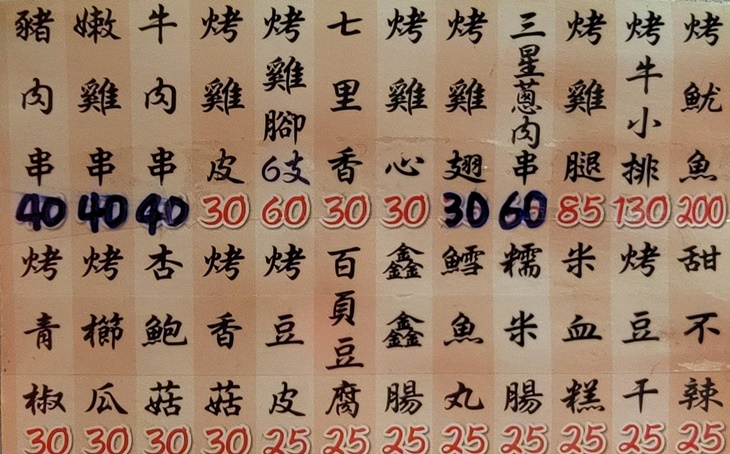 烤魷魚
200
烤牛小排
130
烤雞腿
85
三星蔥肉串
60
烤雞翅
30
烤雞心
30
七里香
30
烤雞腳6支
60
烤雞皮
30
牛肉串
40
嫩雞串
40
豬肉串
40
甜不辣
25
烤豆干
25
米血糕
25
糯米腸
25
鱈魚丸
25
鑫鑫腸
25
百頁豆腐
25
烤豆皮
25
烤香菇
30
杏鮑菇
30
烤櫛瓜
30
烤青椒
30